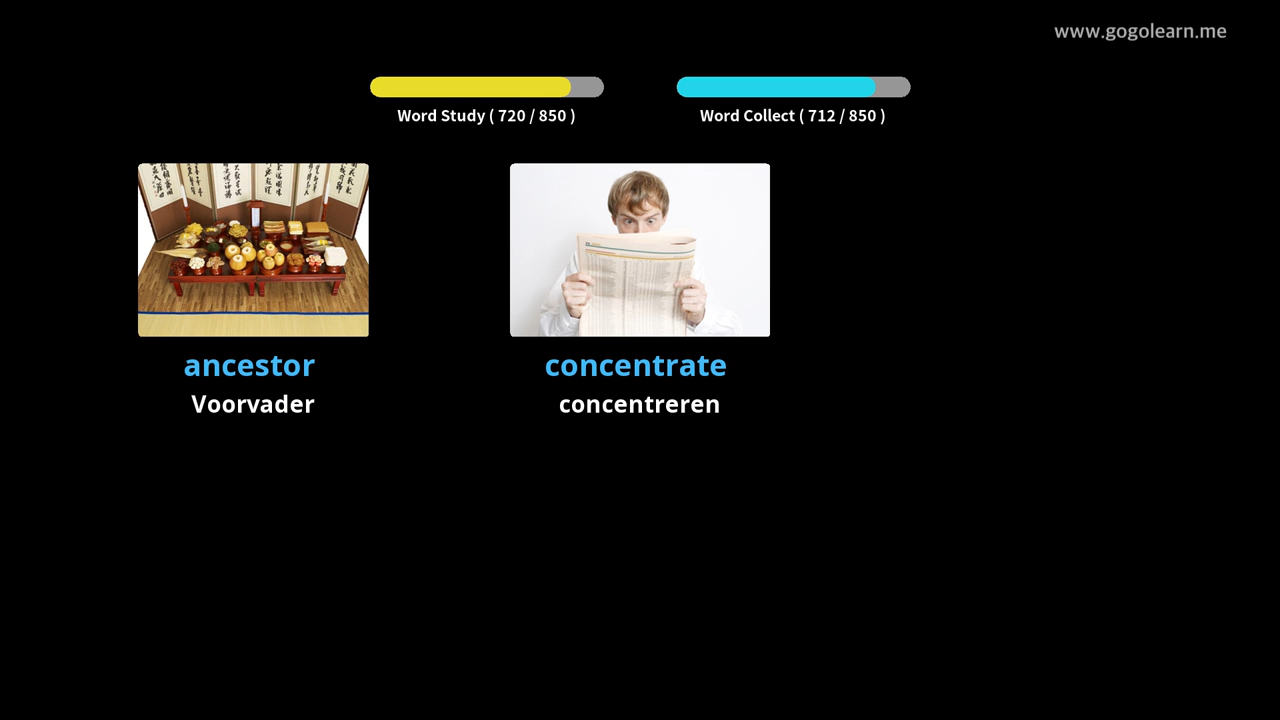 www.gogolearn.me
Word Study ( 720 / 850 )
Word Collect ( 712 / 850 )
ancestor
Voorvader
concentrate
concentreren